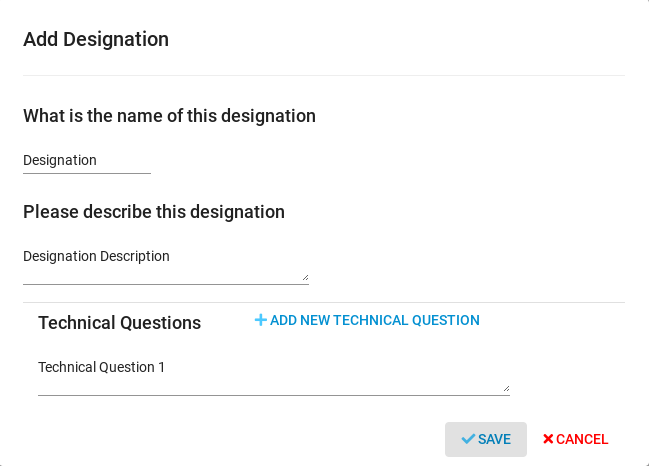 Add Designation
What is the name of this designation
Designation
Please describe this designation
Designation Description
Technical Questions
ADD NEW TECHNICAL QUESTION
Technical Question 1
SAVE
CANCEL